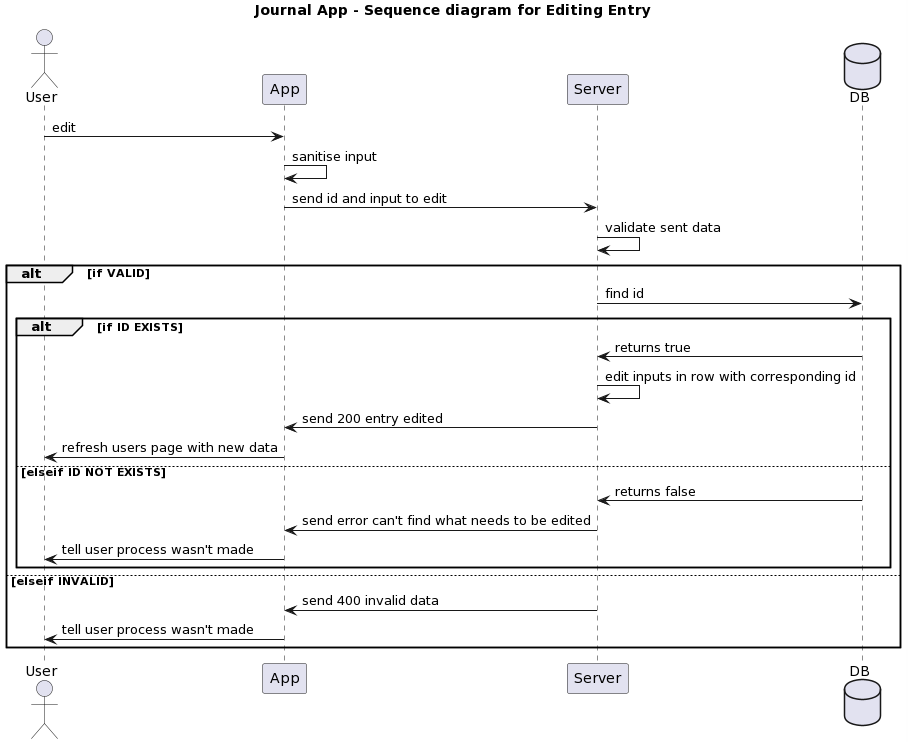 Journal App - Sequence diagram for Editing Entry
User
App
Server
DB
edit
sanitise input
send id and input to edit
validate sent data
alt
[if VALID]
find id
alt
[if ID EXISTS]
returns true
edit inputs in row with corresponding id
send 200 entry edited
refresh users page with new data
[elseif ID NOT EXISTS]
returns false
send error can't find what needs to be edited
tell user process wasn't made
[elseif INVALID]
send 400 invalid data
tell user process wasn't made
User
App
Server
DB